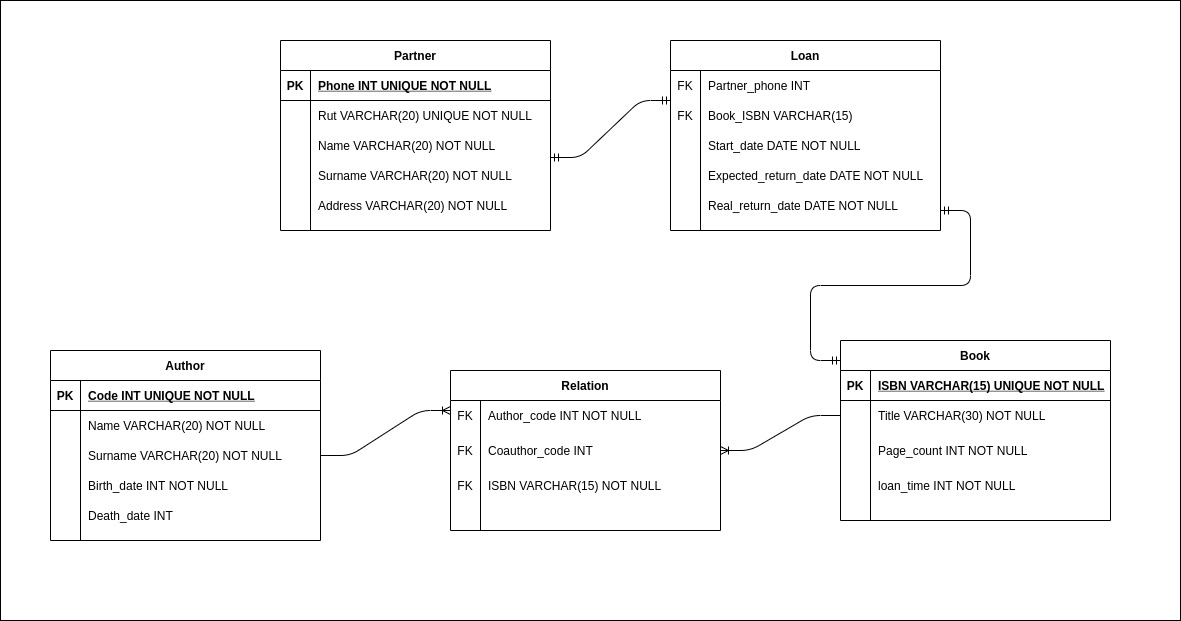 Partner
PK Phone INT UNIQUE NOT NULL
Rut VARCHAR(20) UNIQUE NOT NULL
Name VARCHAR(20) NOT NULL
Surname VARCHAR(20) NOT NULL
Address VARCHAR(20) NOT NULL
Loan
FK Partner_phone INT
FK Book_ISBN VARCHAR(15)
Start_date DATE NOT NULL
Expected_return_date DATE NOT NULL
Real_return_date DATE NOT NULL
Author
PK Code INT UNIQUE NOT NULL
Name VARCHAR(20) NOT NULL
Surname VARCHAR(20) NOT NULL
Birth_date INT NOT NULL
Death_date INT
Relation
FK Author_code INT NOT NULL
FK Coauthor_code INT
FK ISBN VARCHAR(15) NOT NULL
Book
PK ISBN VARCHAR(15) UNIQUE NOT NULL
Title VARCHAR(30) NOT NULL
Page_count INT NOT NULL
loan_time INT NOT NULL